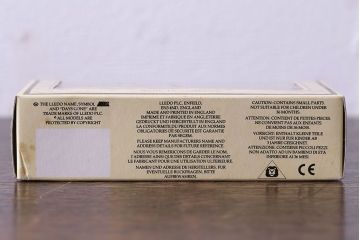 THE LLEDO NAME, SYMBOL
AND "DAYS GONE" ARE
TRADE MARKS OF LLEDO PLC
® ALL MODELS ARE
PROTECTED BY COPYRIGHT
LLEDO PLC, ENFIELD,
EN3 4ND, ENGLAND
MADE AND PRINTED IN ENGLAND
IMPRIME ET FABRIQUE EN ANGLETERRE
GEDRUCKT UND HERGESTELLT IN ENGLAND
LA CONFORMITE DU PRODUIT AUX NORMES
OBLIGATOIRES DE SECURITE EST GARANTIE
PAR
PLEASE KEEP MANUFACTURERS NAME AND
ADDRESS DETAILS FOR FUTURE REFERENCE
NOUS VOUS REMERCIONS DE GARDER LE NOM,
L'ADRESSE AINSI QUE LES DETAILS CONCERNANT
LE FABRICANT POUR UNE UTILISATION ULTERIEURE.
NAMEN UND ADRESSE DE HERSTELLERS, FUR
EVENTUELLE RUCKFRAGEN, BITTE
AUFBEWAHREN.
CAUTION: CONTAINS SMALL PARTS.
NOT SUITABLE FOR CHILDREN UNDER
36 MONTHS.
ATTENTION. CONTIENT DE PETITES PIECES.
NE CONVIENT PAS AUX ENFANTS
DE MOINS DE 36 MOIS.
VORSICHT: ENTHALT KLEINE TEILE
UND IST NICHT FUR KINDER AB
3 JAHRE GEEIGNET.
ATTENZIONE. CONTIENE PICCOLI PEZZI.
NON ADATTO AD UN BAMBINO DI ETA
INFERIORE AI 36 MESI.
CE